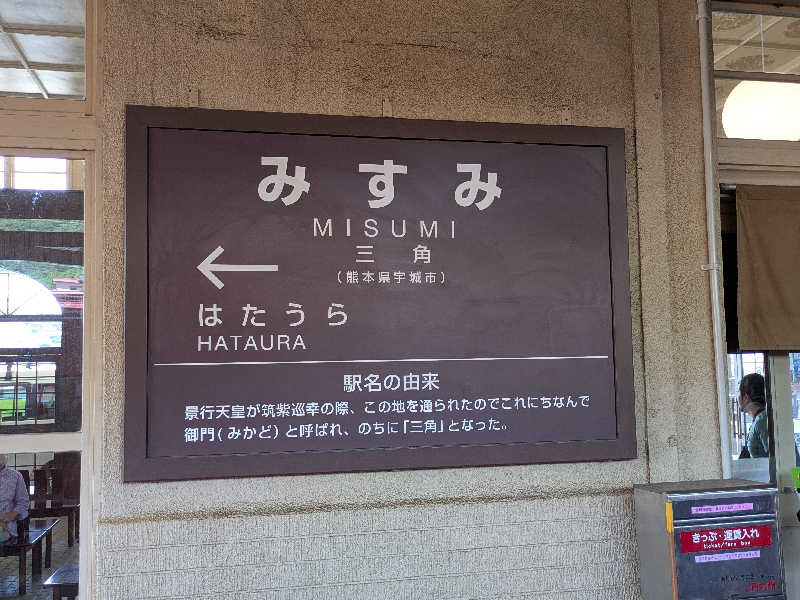 みすみ
MISUMI
三角
(熊本県宇城市)
←
はたうら
HATAURA
駅名の由来
景行天皇が筑紫巡幸の際、この地を通られたのでこれにちなんで
御門(みかど)と呼ばれ、のちに「三角」となった。
きっぷ・運賃入れ
ticket/fare box